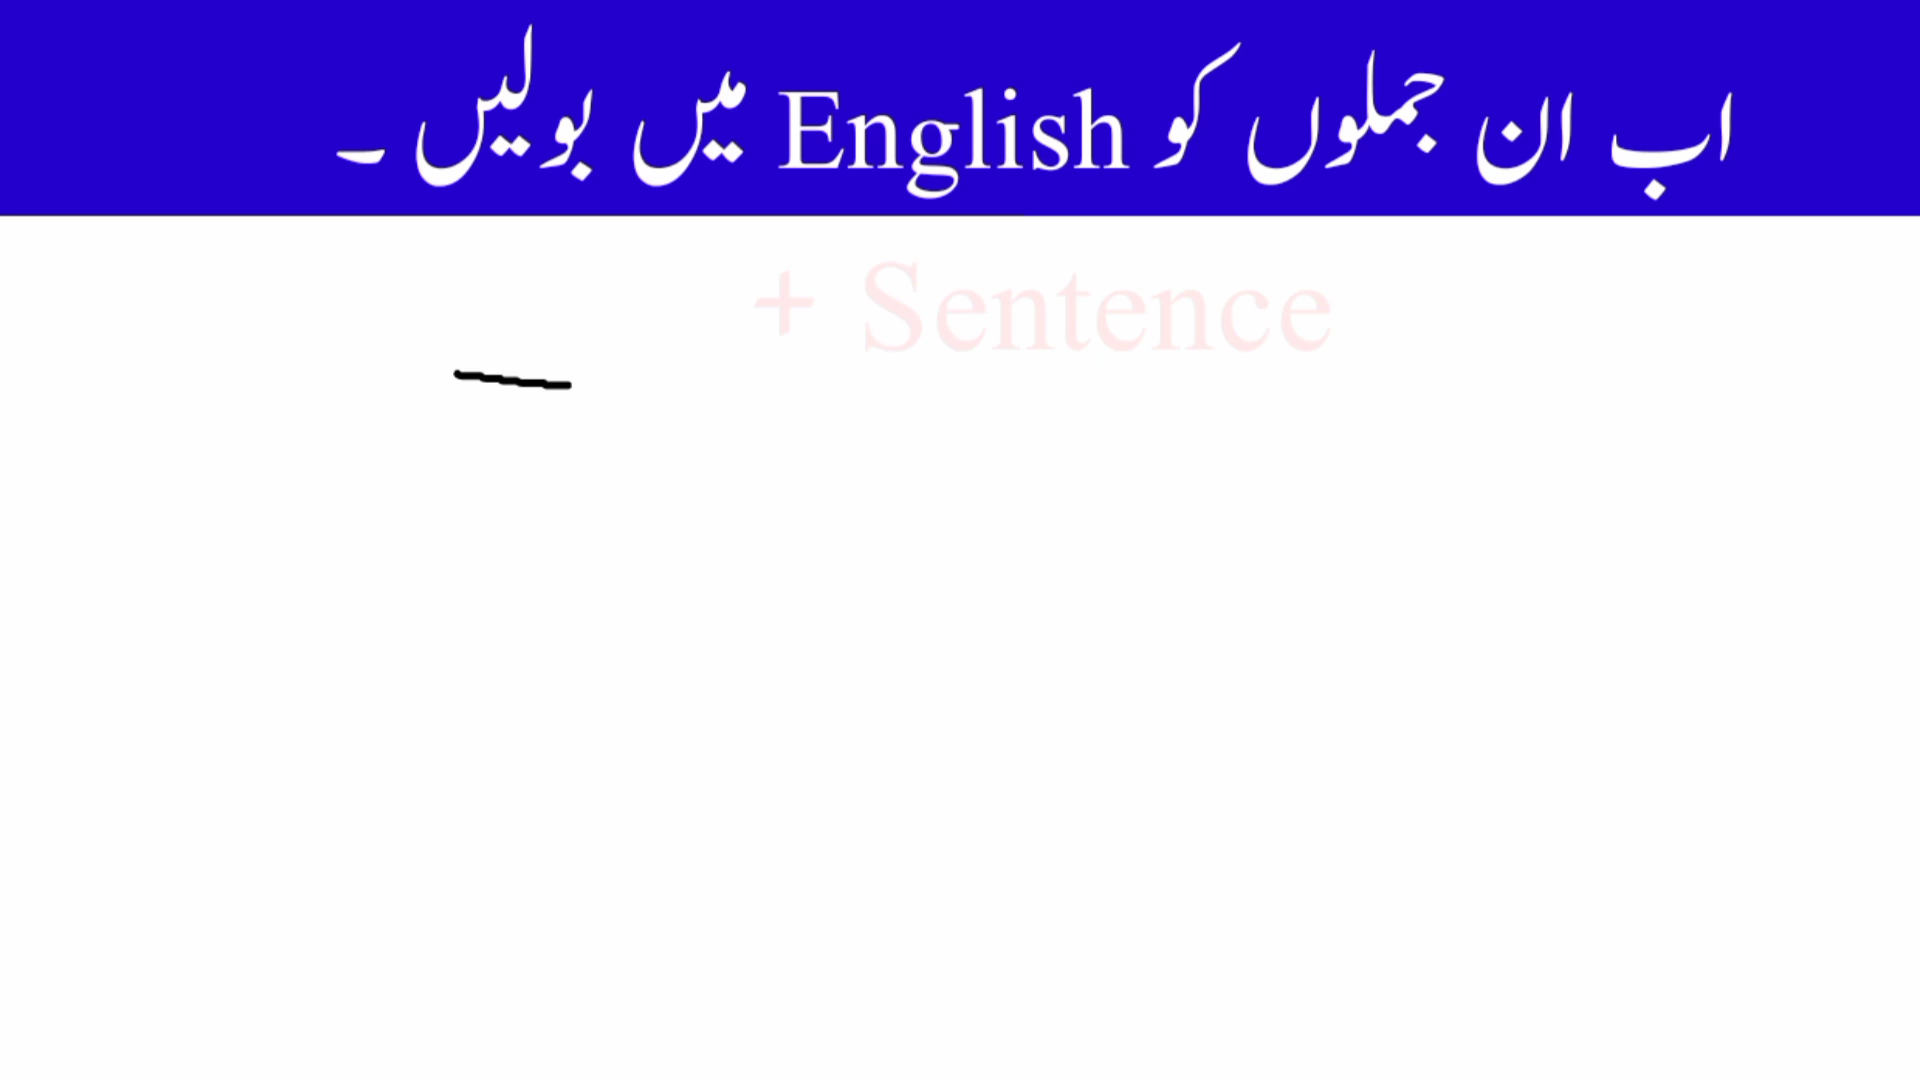 اب ان جملوں کو English میں بولیں ۔
+ Sentence